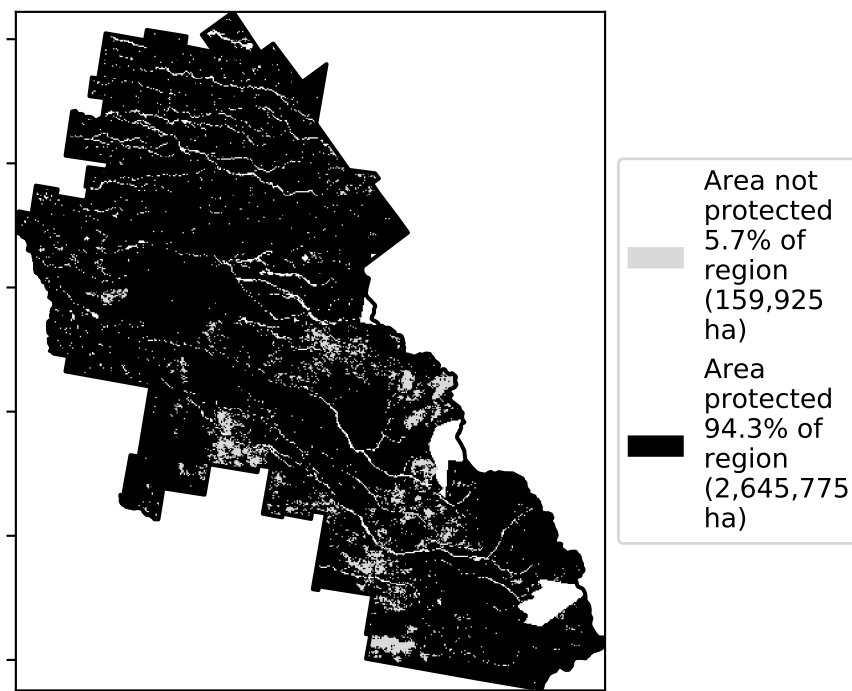 Area not
protected
5.7% of
region
(159,925
ha)
Area
protected
94.3% of
region
(2,645,775
ha)